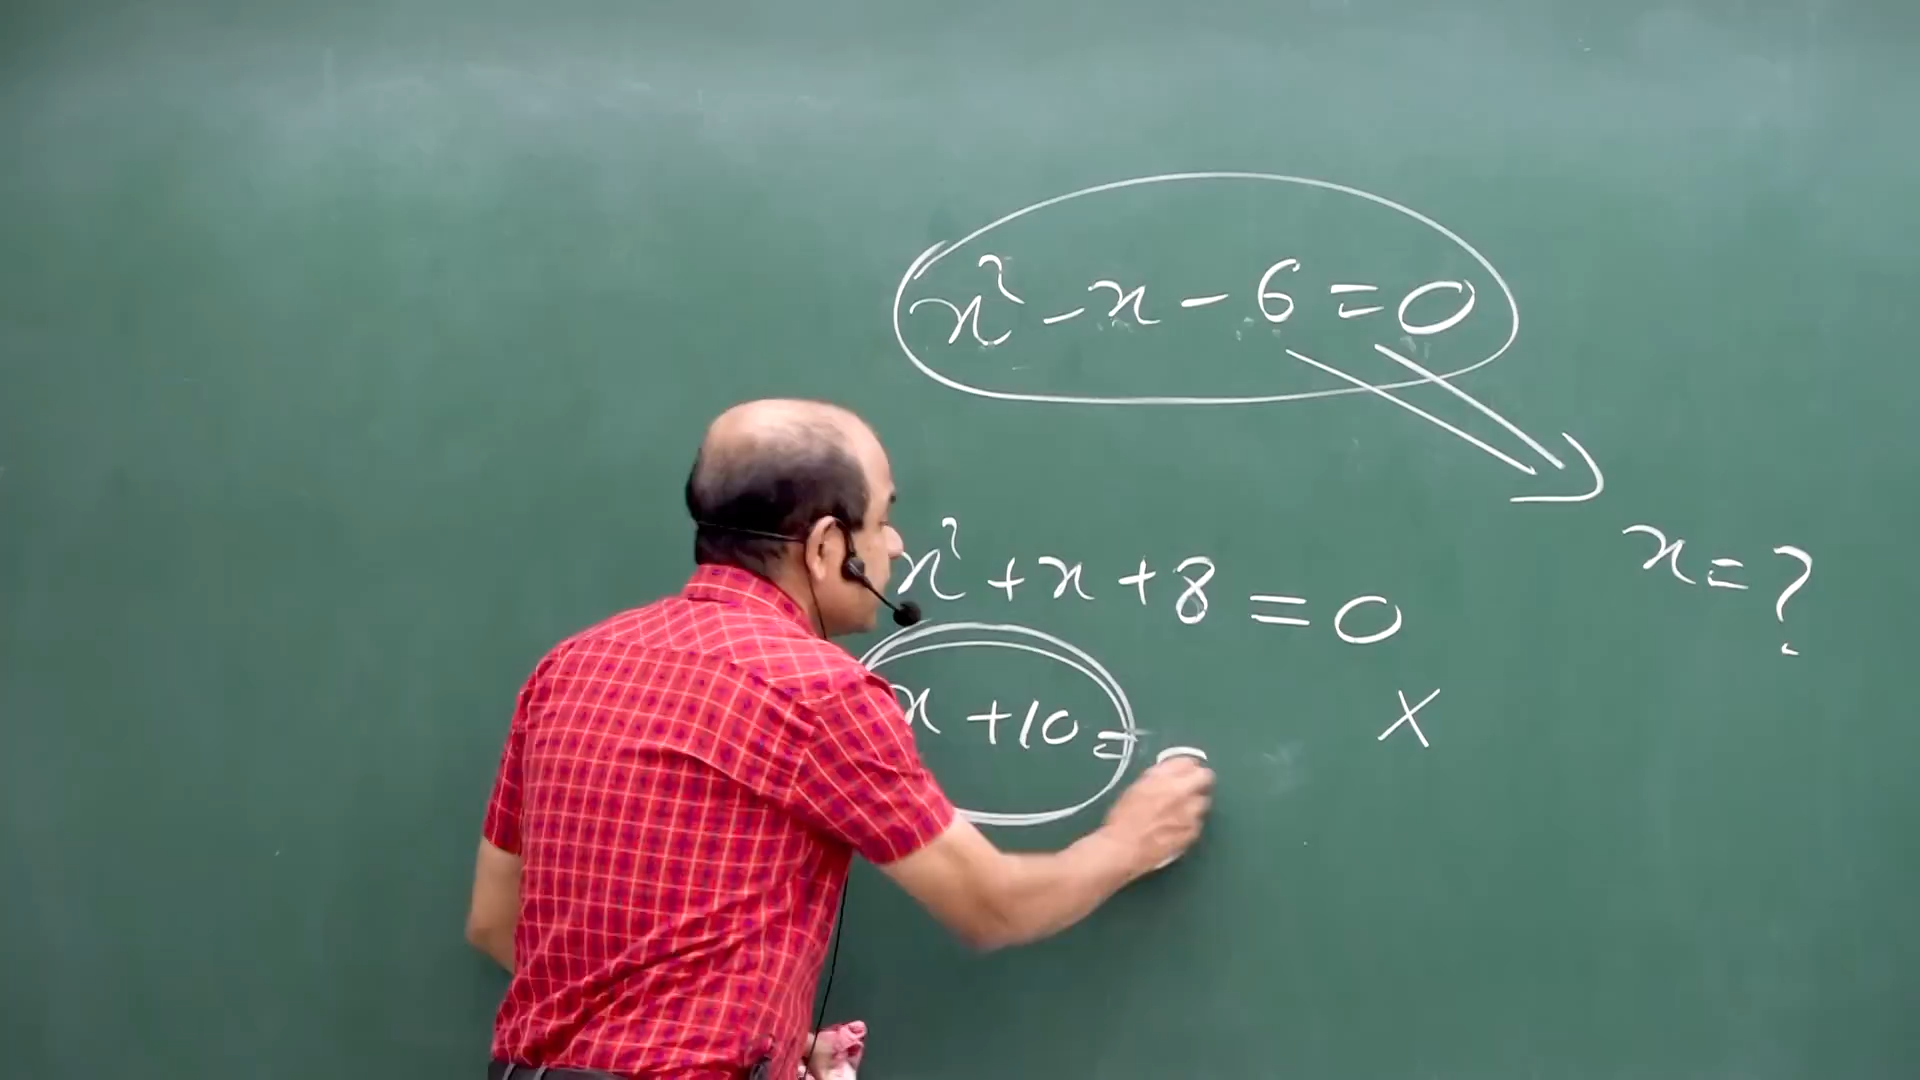 x² - x - 6 = 0
x = ?
x² + x + 8 = 0
x + 10 =
×